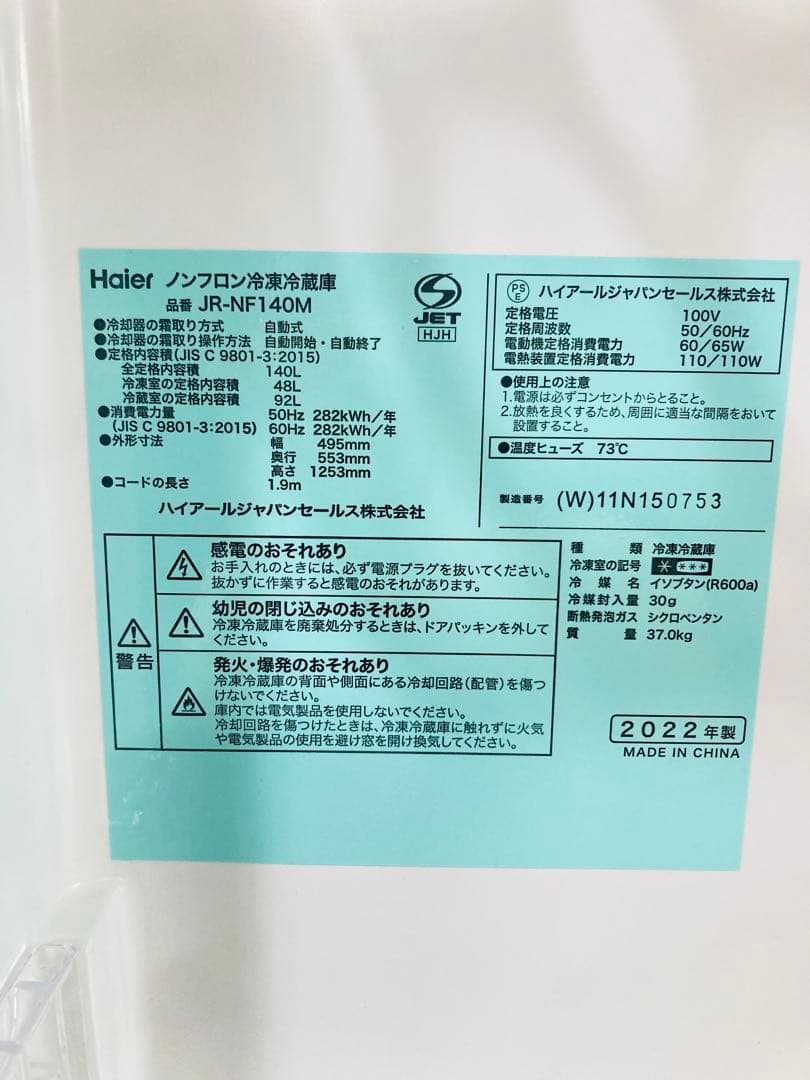 Haier ノンフロン冷凍冷蔵庫
品番 JR-NF140M
●冷却器の霜取り方式 自動式
●冷却器の霜取り操作方法 自動開始・自動終了
●定格内容積(JIS C 9801-3:2015)
全定格内容積 140L
冷凍室の定格内容積 48L
冷蔵室の定格内容積 92L
●消費電力量 50Hz 282kWh/年
(JIS C 9801-3:2015) 60Hz 282kWh/年
●外形寸法 幅 495mm
奥行 553mm
高さ 1253mm
●コードの長さ 1.9m
ハイアールジャパンセールス株式会社
S
JET
HJH
PS
E
ハイアールジャパンセールス株式会社
定格電圧 100V
定格周波数 50/60Hz
電動機定格消費電力 60/65W
電熱装置定格消費電力 110/110W
●使用上の注意
1.電源は必ずコンセントからとること。
2.放熱を良くするため、周囲に適当な間隔をおいて
設置すること。
●温度ヒューズ 73℃
製造番号 (W)11N150753
警告
感電のおそれあり
お手入れのときには、必ず電源プラグを抜いてください。
抜かずに作業すると感電のおそれがあります。
幼児の閉じ込みのおそれあり
冷凍冷蔵庫を廃棄処分するときは、ドアパッキンを外して
ください。
発火・爆発のおそれあり
冷凍冷蔵庫の背面や側面にある冷却回路(配管)を傷つ
けないでください。
庫内では電気製品を使用しないでください。
冷却回路を傷つけたときは、冷凍冷蔵庫に触れずに火気
や電気製品の使用を避け窓を開け換気してください。
種類 冷凍冷蔵庫
冷凍室の記号 * ***
冷媒名 イソブタン(R600a)
冷媒封入量 30g
断熱発泡ガス シクロペンタン
質量 37.0kg
2022年製
MADE IN CHINA